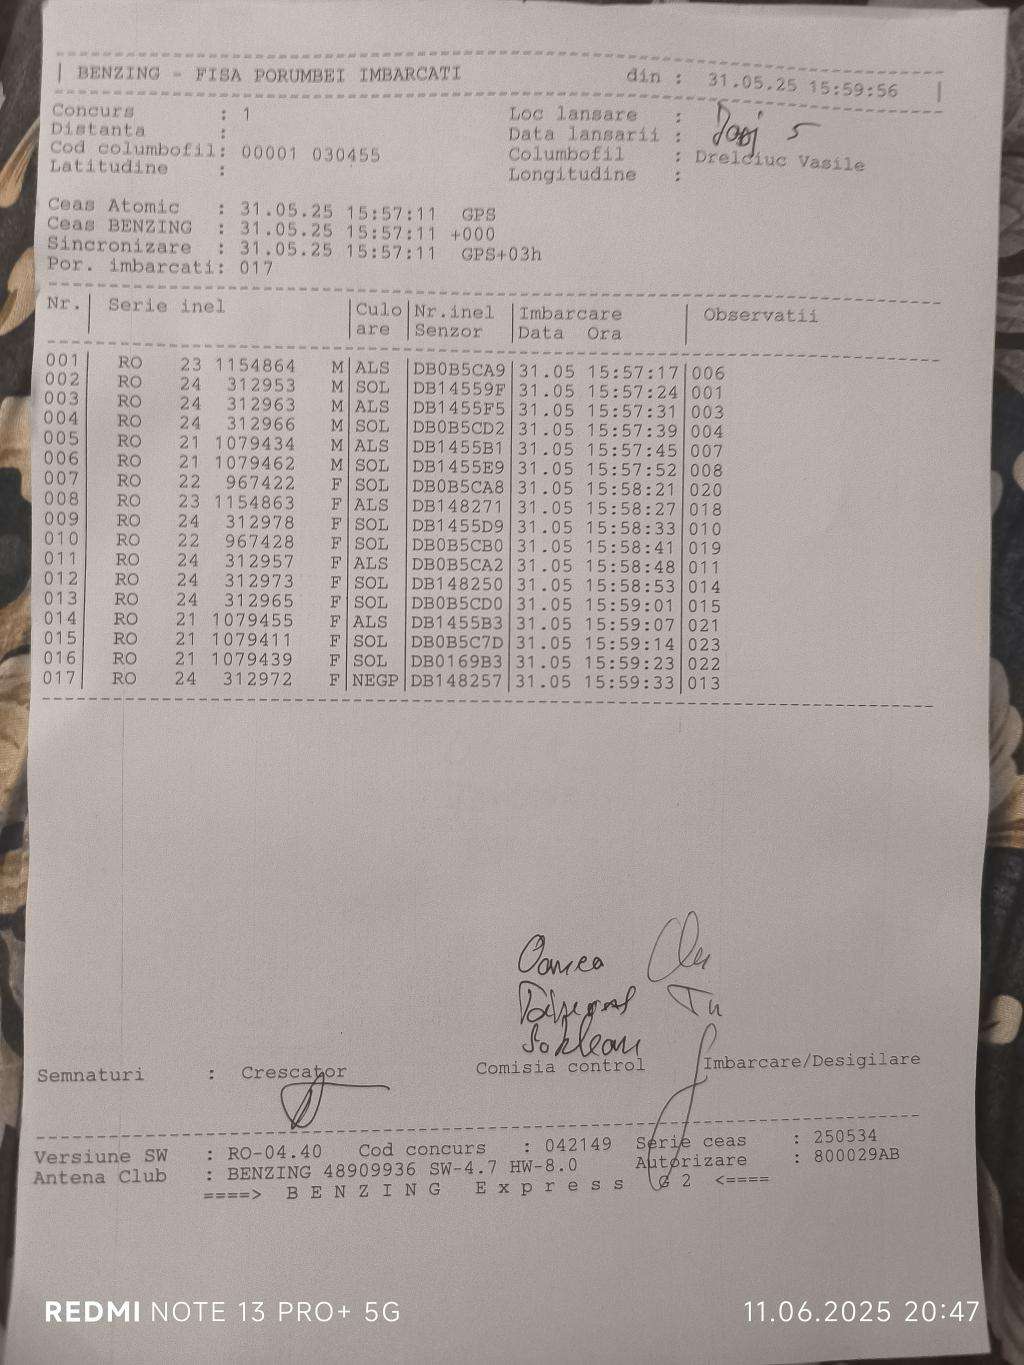 | BENZING - FISA PORUMBEI IMBARCATI din : 31.05.25 15:59:56 |
Concurs : 1 Loc lansare :
Distanta : Data lansarii : 5
Cod columbofil: 00001 030455 Columbofil : Drelciuc Vasile
Latitudine : Longitudine :
Ceas Atomic : 31.05.25 15:57:11 GPS
Ceas BENZING : 31.05.25 15:57:11 +000
Sincronizare : 31.05.25 15:57:11 GPS+03h
Por. imbarcati: 017
Nr.| Serie inel |Culo|Nr.inel|Imbarcare | Observatii
| |are |Senzor |Data Ora |
001| RO 23 1154864 M|ALS |DB0B5CA9|31.05 15:57:17|006
002| RO 24 312953 M|SOL |DB14559F|31.05 15:57:24|001
003| RO 24 312963 M|ALS |DB1455F5|31.05 15:57:31|003
004| RO 24 312966 M|SOL |DB0B5CD2|31.05 15:57:39|004
005| RO 21 1079434 M|ALS |DB1455B1|31.05 15:57:45|007
006| RO 21 1079462 M|SOL |DB1455E9|31.05 15:57:52|008
007| RO 22 967422 F|SOL |DB0B5CA8|31.05 15:58:21|020
008| RO 23 1154863 F|ALS |DB148271|31.05 15:58:27|018
009| RO 24 312978 F|SOL |DB1455D9|31.05 15:58:33|010
010| RO 22 967428 F|SOL |DB0B5CB0|31.05 15:58:41|019
011| RO 24 312957 F|ALS |DB0B5CA2|31.05 15:58:48|011
012| RO 24 312973 F|SOL |DB148250|31.05 15:58:53|014
013| RO 24 312965 F|SOL |DB0B5CD0|31.05 15:59:01|015
014| RO 21 1079455 F|ALS |DB1455B3|31.05 15:59:07|021
015| RO 21 1079411 F|SOL |DB0B5C7D|31.05 15:59:14|023
016| RO 21 1079439 F|SOL |DB0169B3|31.05 15:59:23|022
017| RO 24 312972 F|NEGP|DB148257|31.05 15:59:33|013
Semnaturi : Crescator Comisia control Imbarcare/Desigilare
Versiune SW : RO-04.40 Cod concurs : 042149 Serie ceas : 250534
Antena Club : BENZING 48909936 SW-4.7 HW-8.0 Autorizare : 800029AB
====> B E N Z I N G E x p r e s s G 2 <====
REDMI NOTE 13 PRO+ 5G 11.06.2025 20:47